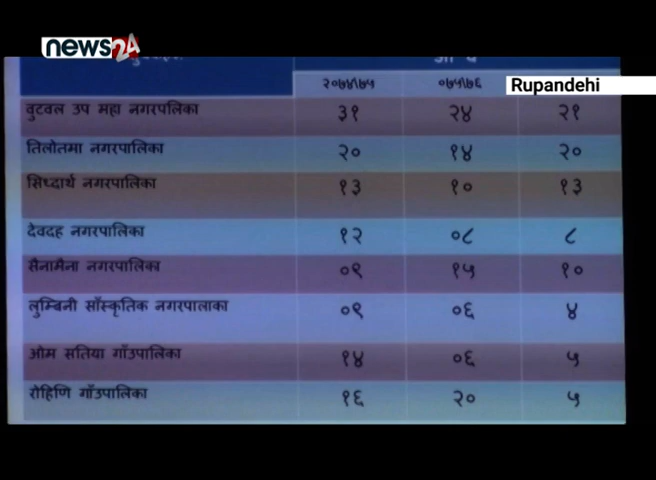 news24
२०७४\७५ ०७५\७६ Rupandehi
वुटवल उप महा नगरपलिका ३१ २४ २१
तिलोतमा नगरपालिका २० १४ २०
सिध्दार्थ नगरपालिका १३ १० १३
देवदह नगरपालिका १२ ०८ ८
सैनामैना नगरपालिका ०९ १५ १०
लुम्बिनी साँस्कृतिक नगरपालाका ०९ ०६ ४
ओम सतिया गाँउपालिका १४ ०६ ५
रोहिणि गाँउपालिका १६ २० ५